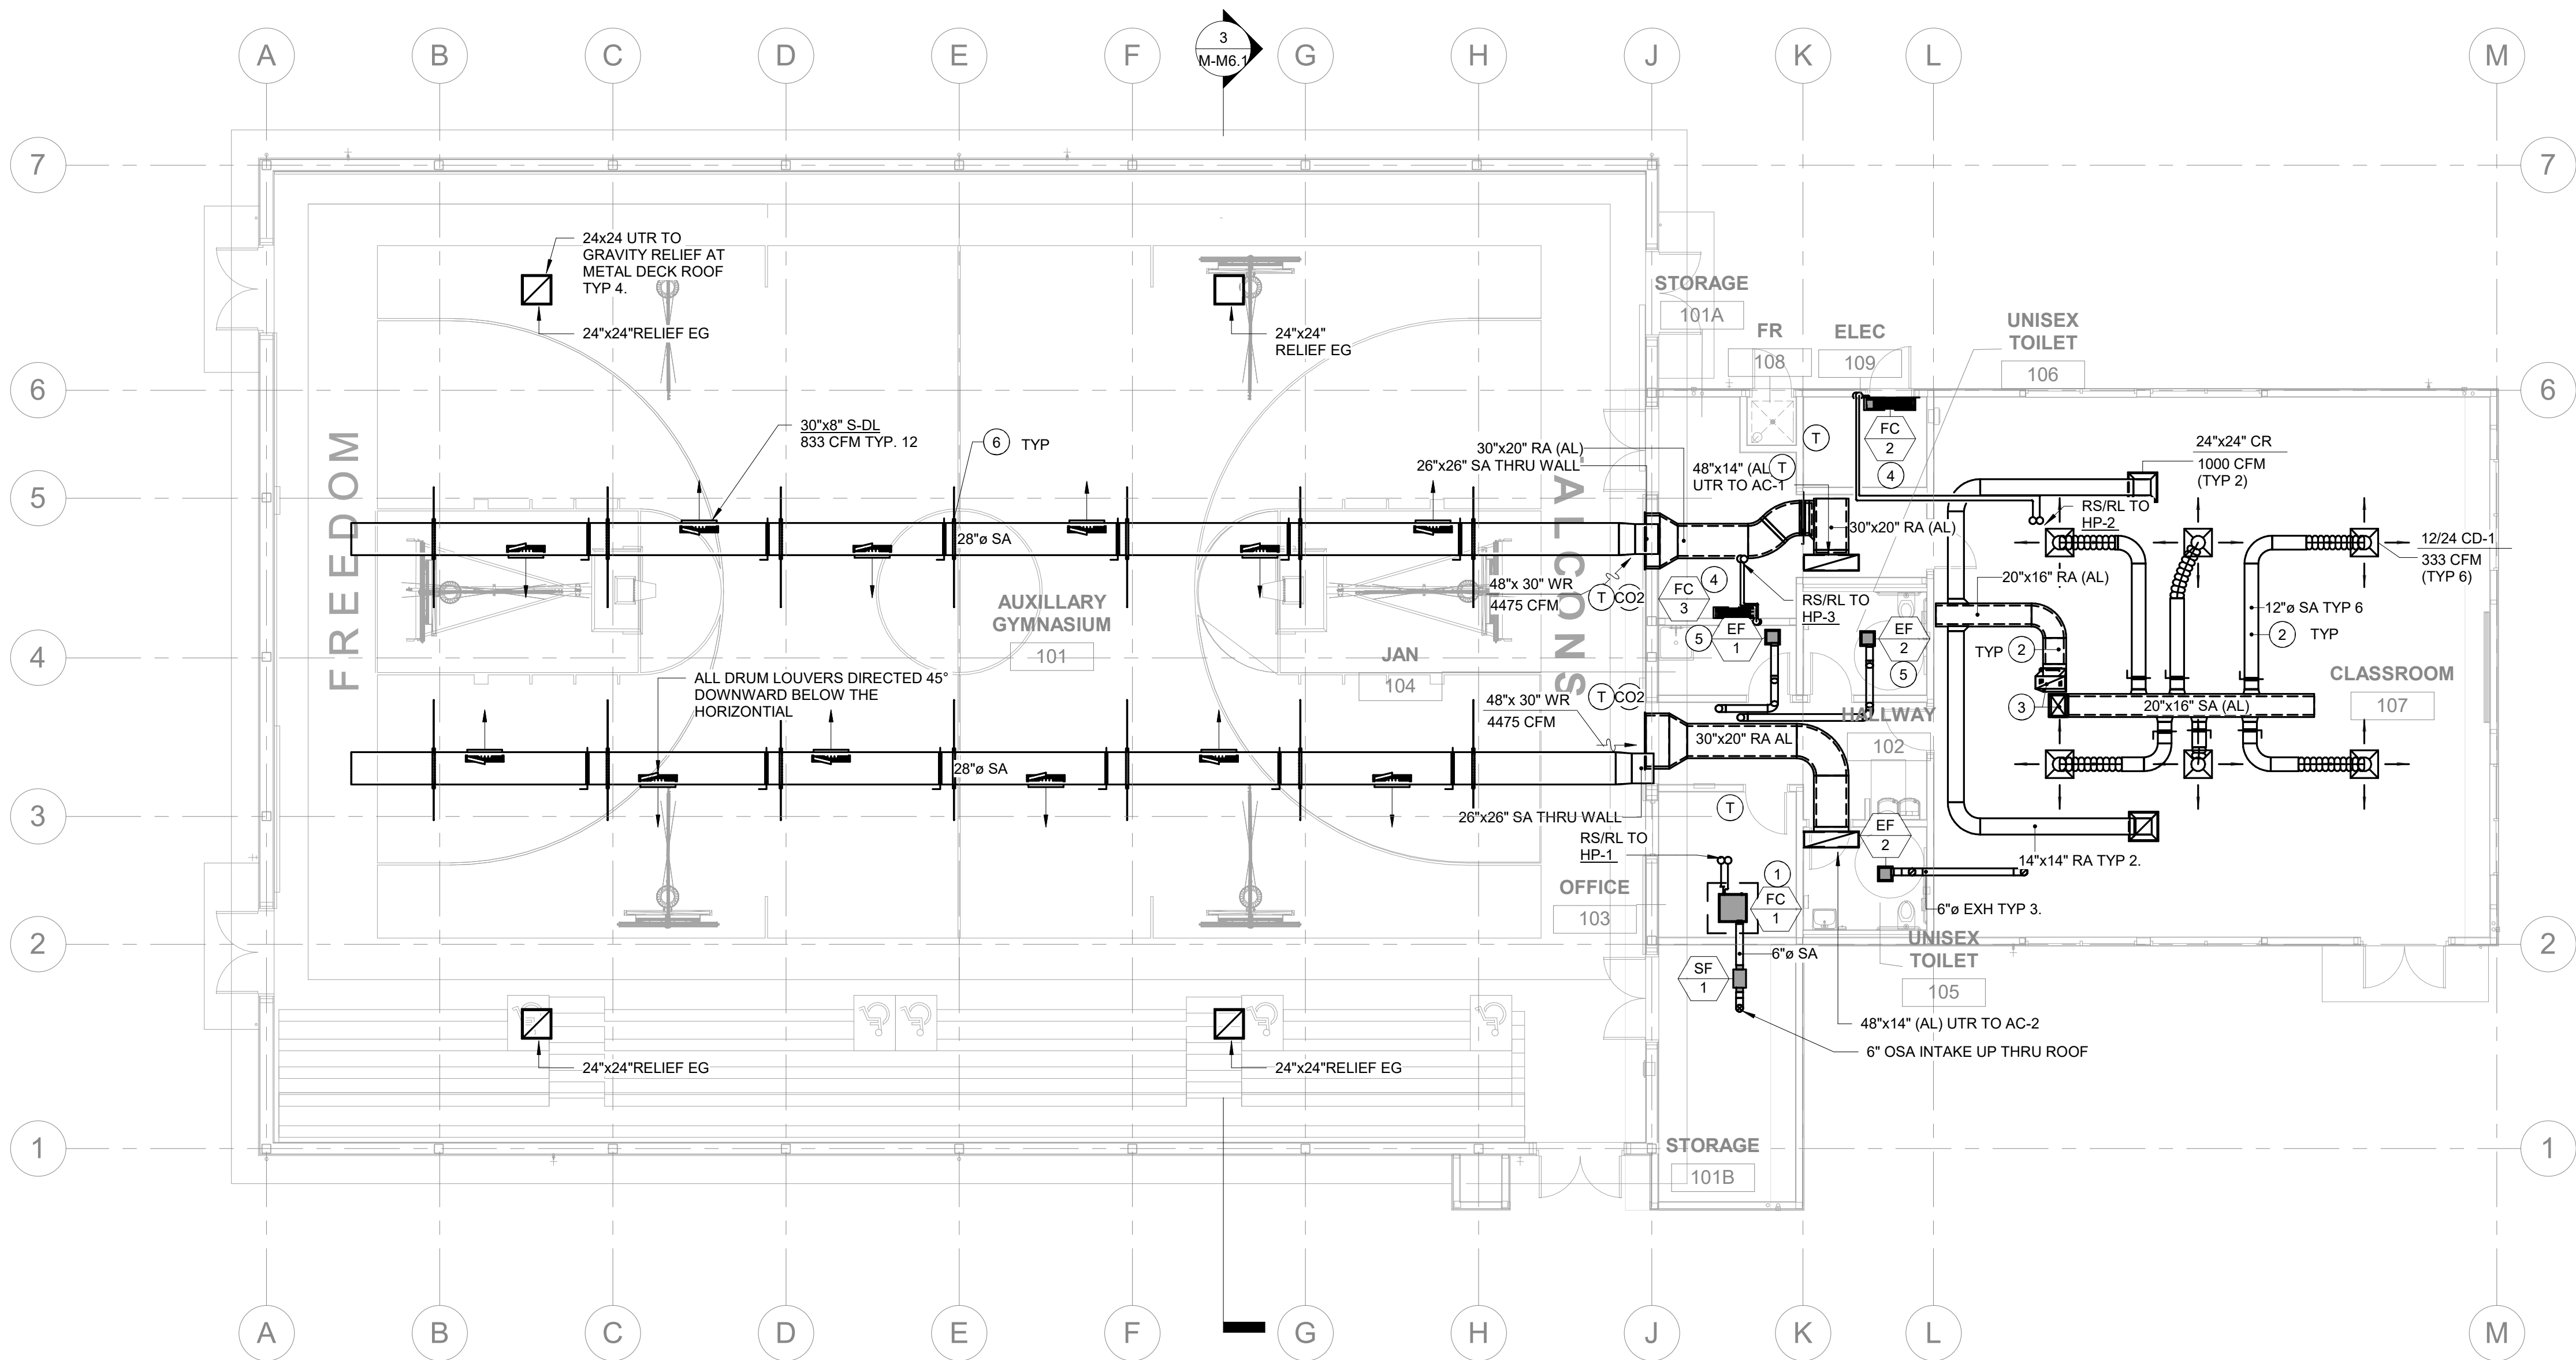 3
M-M6.1
A
B
C
D
E
F
G
H
J
K
L
M
7
7
24x24 UTR TO
GRAVITY RELIEF AT
METAL DECK ROOF
TYP 4.
24"x24"RELIEF EG
24"x24"
RELIEF EG
STORAGE
101A
FR
108
ELEC
109
UNISEX
TOILET
106
6
6
30"x8" S-DL
833 CFM TYP. 12
6
TYP
30"x20" RA (AL)
26"x26" SA THRU WALL
48"x14" (AL
UTR TO AC-1
T
T
FC
2
4
24"x24" CR
1000 CFM
(TYP 2)
RS/RL TO
HP-2
5
5
FREEDOM
ALCONS
28"ø SA
30"x20" RA (AL)
12/24 CD-1
333 CFM
(TYP 6)
48"x 30" WR
4475 CFM
T
CO2
FC
3
4
RS/RL TO
HP-3
20"x16" RA (AL)
12"ø SA TYP 6
2
TYP
AUXILLARY
GYMNASIUM
101
5
EF
1
EF
2
5
TYP
2
4
4
JAN
104
CLASSROOM
107
ALL DRUM LOUVERS DIRECTED 45°
DOWNWARD BELOW THE
HORIZONTIAL
48"x 30" WR
4475 CFM
T
CO2
3
20"x16" SA (AL)
HALLWAY
102
30"x20" RA AL
28"ø SA
3
3
26"x26" SA THRU WALL
T
RS/RL TO
HP-1
EF
2
14"x14" RA TYP 2.
OFFICE
103
1
FC
1
6"ø EXH TYP 3.
2
2
6"ø SA
SF
1
UNISEX
TOILET
105
48"x14" (AL) UTR TO AC-2
6" OSA INTAKE UP THRU ROOF
24"x24"RELIEF EG
24"x24"RELIEF EG
STORAGE
101B
1
1
A
B
C
D
E
F
G
H
J
K
L
M